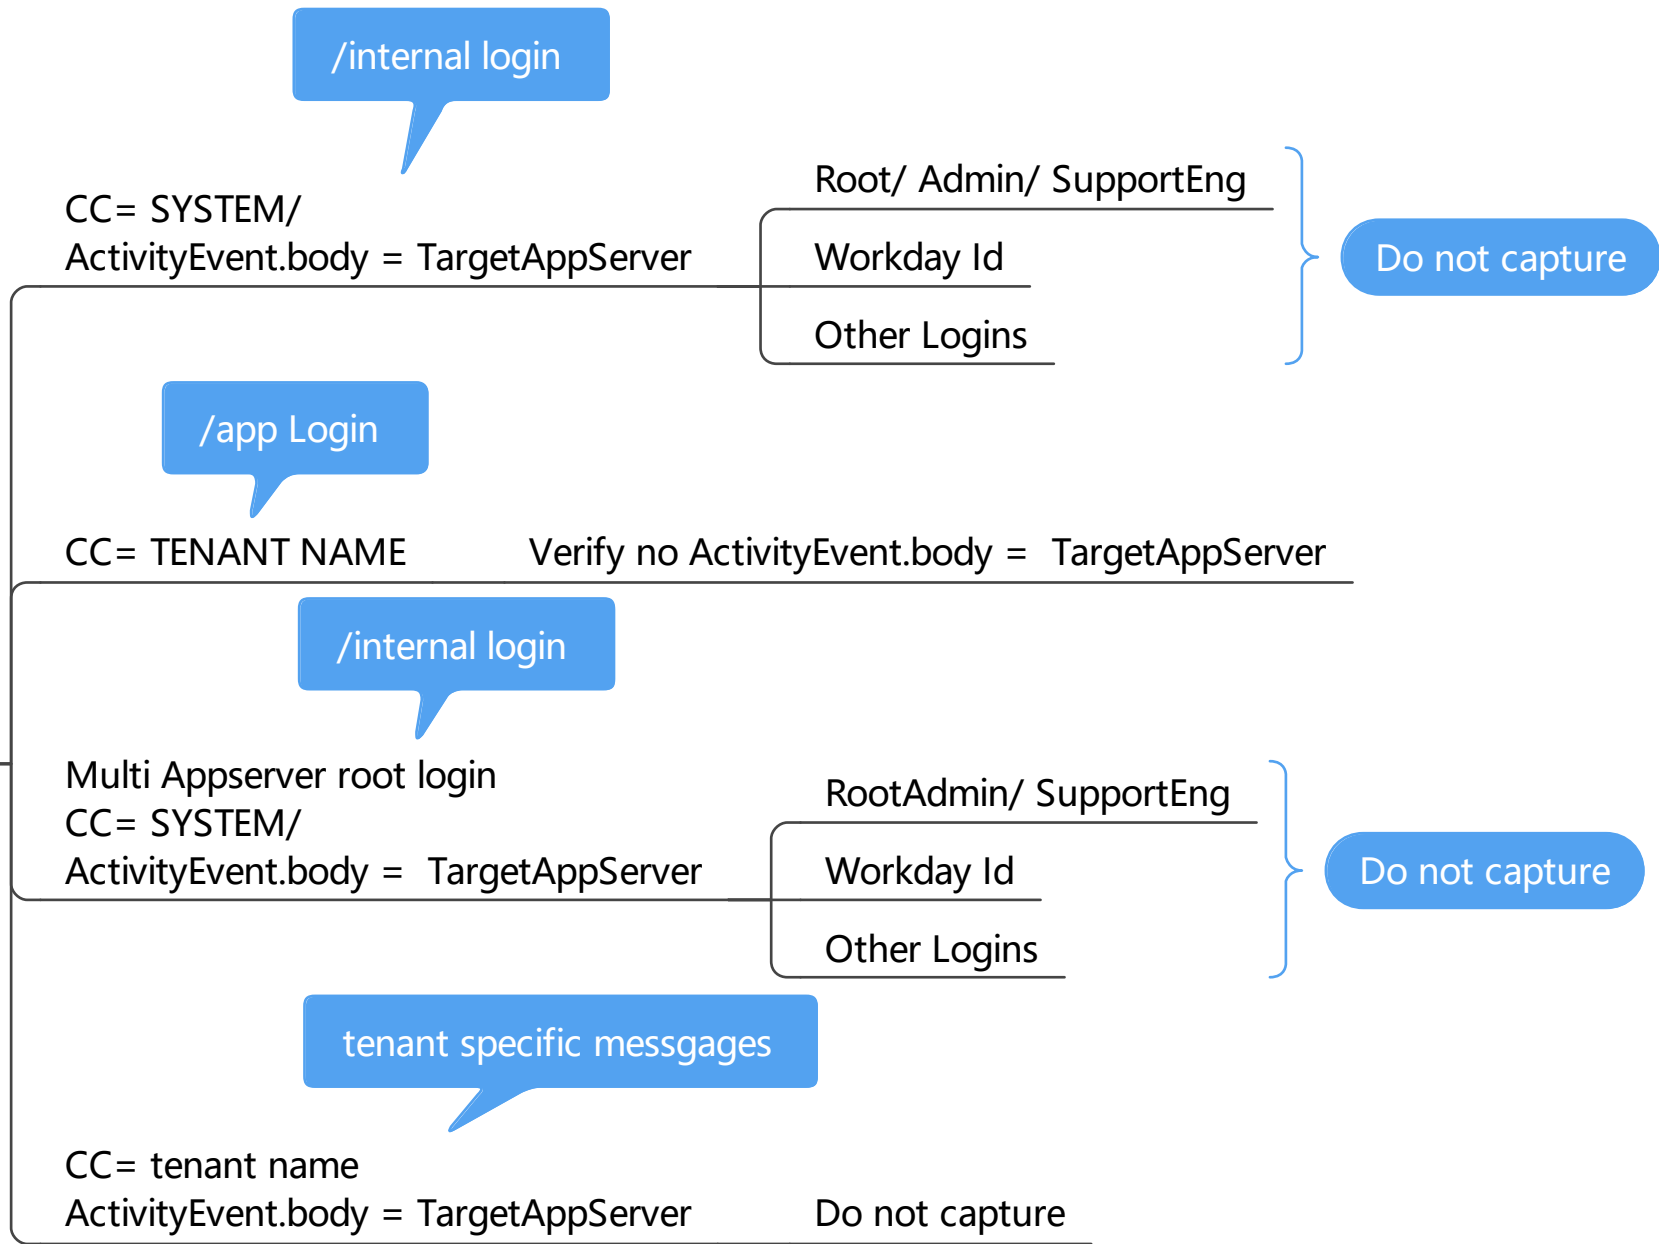 /internal login
CC= SYSTEM/
ActivityEvent.body = TargetAppServer
Root/ Admin/ SupportEng
Workday Id
Other Logins
Do not capture
/app Login
CC= TENANT NAME
Verify no ActivityEvent.body = TargetAppServer
/internal login
Multi Appserver root login
CC= SYSTEM/
ActivityEvent.body = TargetAppServer
RootAdmin/ SupportEng
Workday Id
Other Logins
Do not capture
tenant specific messgages
CC= tenant name
ActivityEvent.body = TargetAppServer
Do not capture